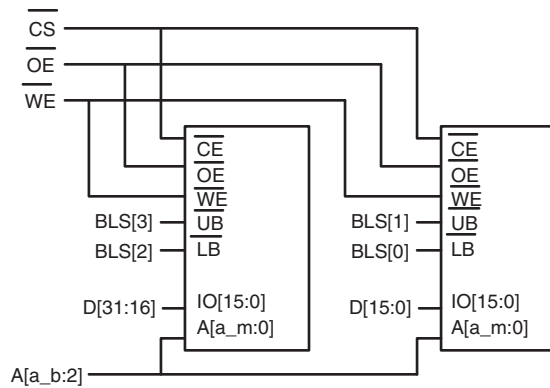 CS
OE
WE
CE
OE
WE
BLS[3] UB
BLS[2] LB
D[31:16] IO[15:0]
A[a_m:0]
CE
OE
WE
BLS[1] UB
BLS[0] LB
D[15:0] IO[15:0]
A[a_m:0]
A[a_b:2]